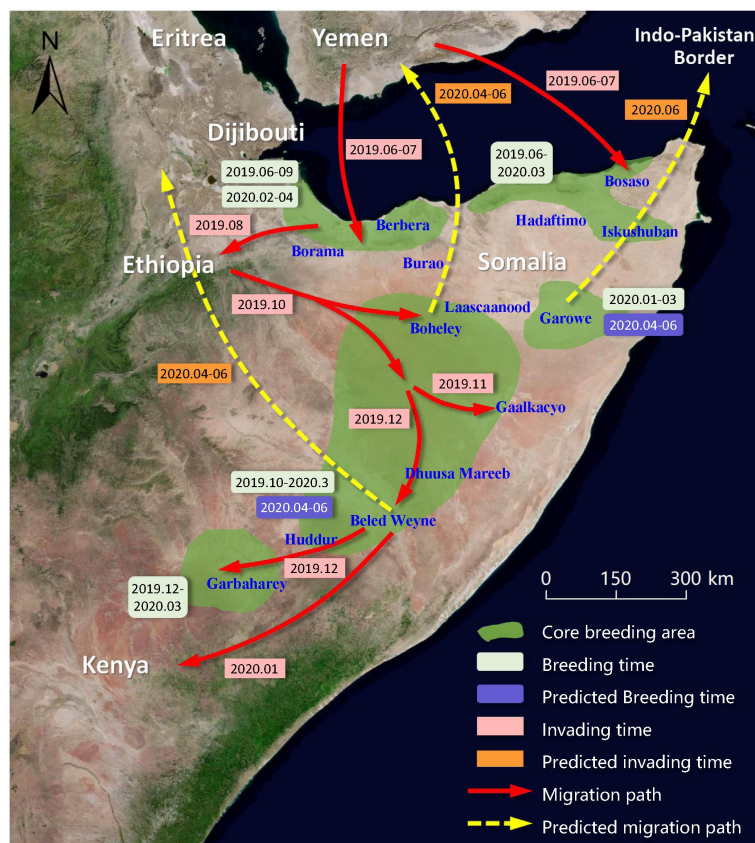 N
Eritrea
Yemen
Indo-Pakistan
Border
2019.06-07
2020.04-06
2020.06
Dijibouti
2019.06-07
2019.06-
2020.03
2019.06-09
2020.02-04
Bosaso
2019.08
Berbera
Hadaftimo
Iskushuban
Borama
Ethiopia
Burao
Somalia
2019.10
Laascaanood
2020.01-03
Boheley
Garowe
2020.04-06
2020.04-06
2019.11
2019.12
Gaalkacyo
Dhuusa Mareeb
2019.10-2020.3
2020.04-06
Beled Weyne
Huddur
2019.12
Garbaharey
2019.12-
2020.03
0 150 300 km
Kenya
2020.01
Core breeding area
Breeding time
Predicted Breeding time
Invading time
Predicted invading time
Migration path
Predicted migration path